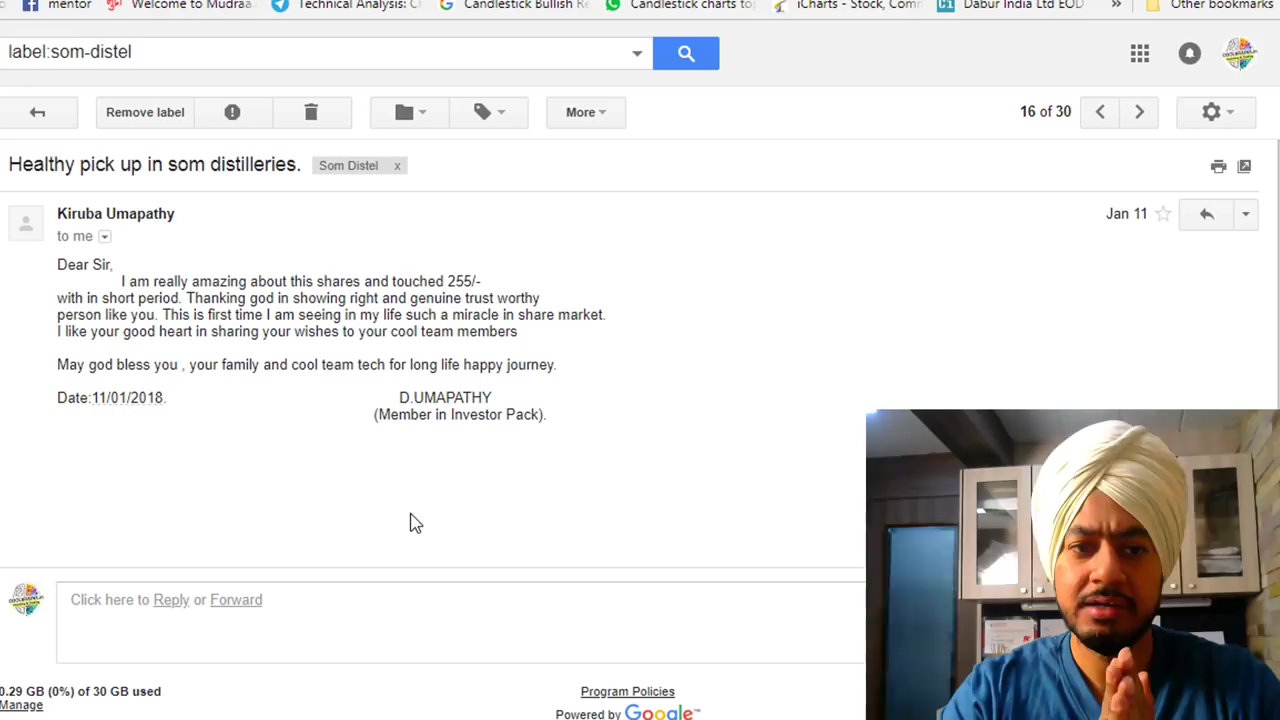 mentor Welcome to Mudraa Technical Analysis: C Candlestick Bullish Re Candlestick charts top iCharts - Stock, Com Dabur India Ltd EOD » Other bookmarks
label:som-distel
Remove label More 16 of 30
Healthy pick up in som distilleries. Som Distel x
Kiruba Umapathy Jan 11
to me
Dear Sir,
I am really amazing about this shares and touched 255/-
with in short period. Thanking god in showing right and genuine trust worthy
person like you. This is first time I am seeing in my life such a miracle in share market.
I like your good heart in sharing your wishes to your cool team members
May god bless you , your family and cool team tech for long life happy journey.
Date:11/01/2018. D.UMAPATHY
(Member in Investor Pack).
Click here to Reply or Forward
0.29 GB (0%) of 30 GB used
Manage
Program Policies
Powered by Google™